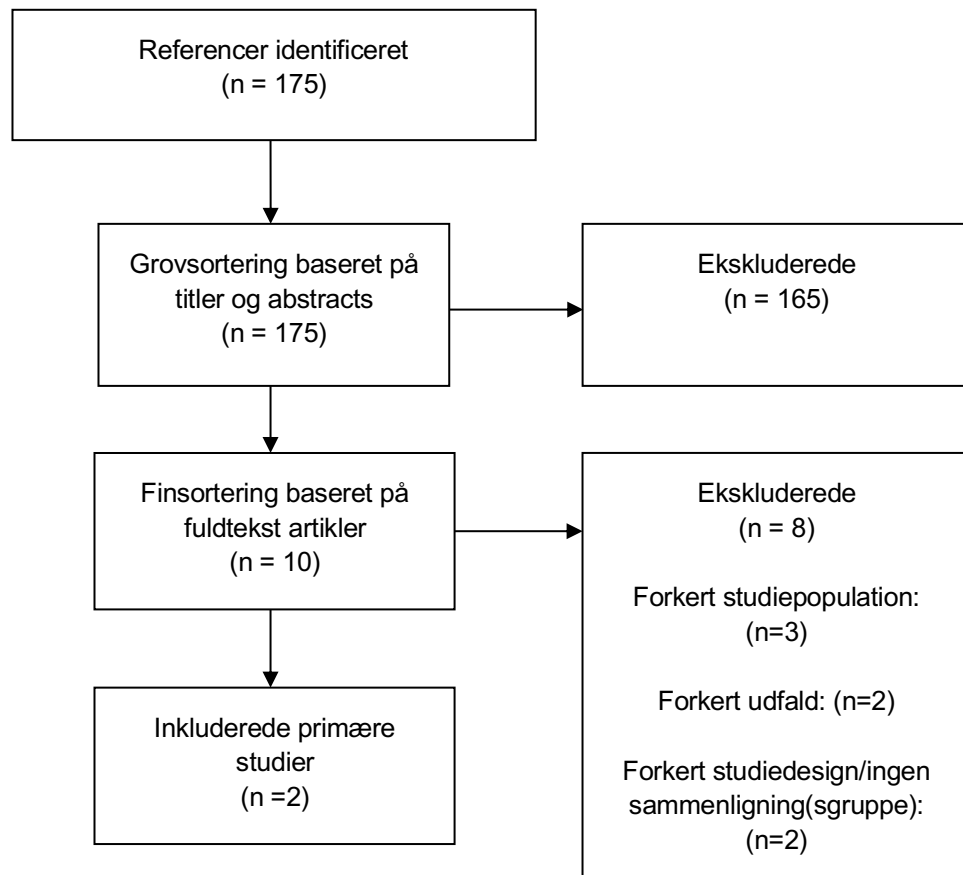 Referencer identificeret
(n = 175)
Grovsortering baseret på
titler og abstracts
(n = 175)
Ekskluderede
(n = 165)
Finsortering baseret på
fuldtekst artikler
(n = 10)
Ekskluderede
(n = 8)
Forkert studiepopulation:
(n=3)
Forkert udfald: (n=2)
Forkert studiedesign/ingen
sammenligning(sgruppe):
(n=2)
Inkluderede primære
studier
(n =2)